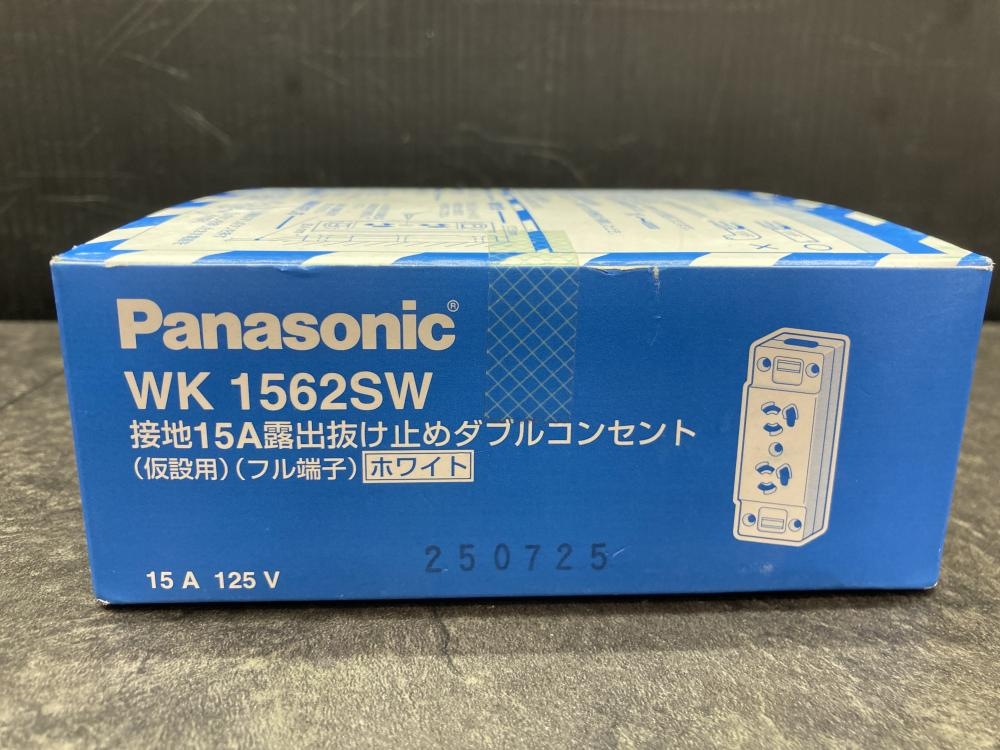 Panasonic®
WK 1562SW
接地15A露出抜け止めダブルコンセント
(仮設用)(フル端子) ホワイト
250725
15 A 125 V